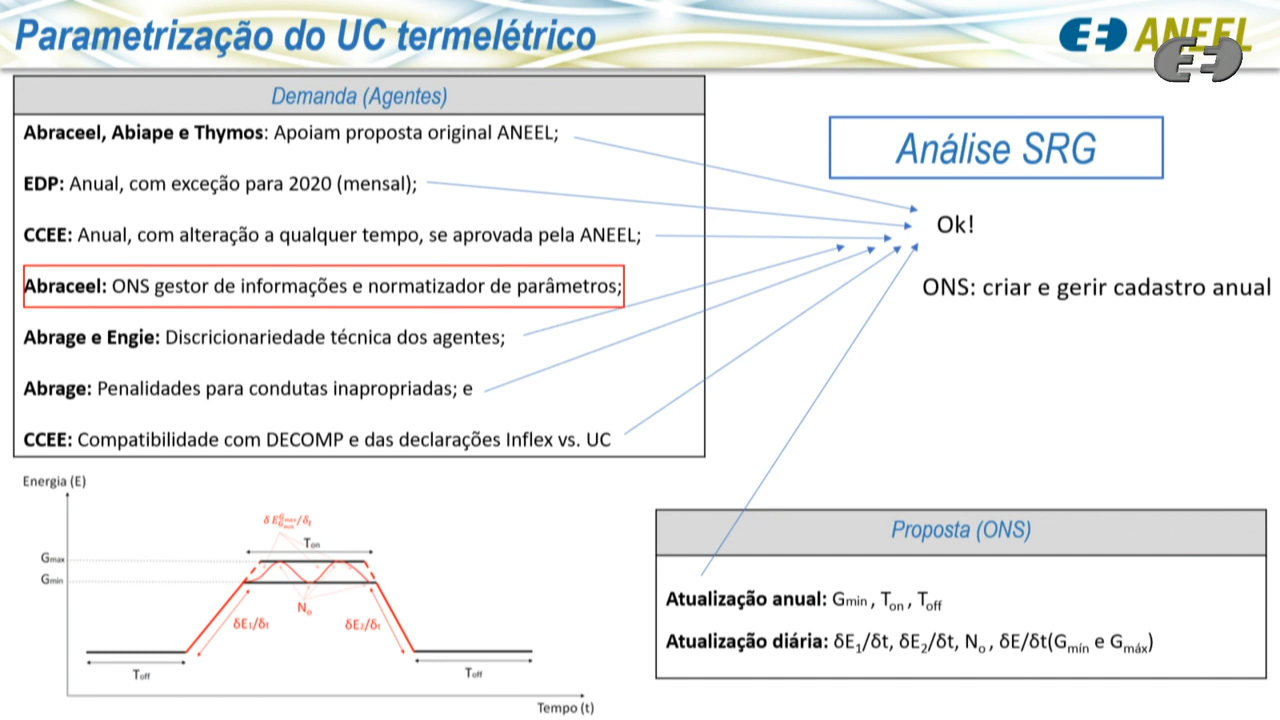 Parametrização do UC termelétrico
ANEEL
Demanda (Agentes)
Abraceel, Abiape e Thymos: Apoiam proposta original ANEEL;
EDP: Anual, com exceção para 2020 (mensal);
CCEE: Anual, com alteração a qualquer tempo, se aprovada pela ANEEL;
Abraceel: ONS gestor de informações e normatizador de parâmetros;
Abrage e Engie: Discricionariedade técnica dos agentes;
Abrage: Penalidades para condutas inapropriadas; e
CCEE: Compatibilidade com DECOMP e das declarações Inflex vs. UC
Análise SRG
Ok!
ONS: criar e gerir cadastro anual
Energia (E)
Ton
Gmax
Gmin
No
δE1/δt
δE2/δt
Toff
Toff
Tempo (t)
Proposta (ONS)
Atualização anual: Gmin, Ton, Toff
Atualização diária: δE1/δt, δE2/δt, No, δE/δt(Gmín e Gmáx)